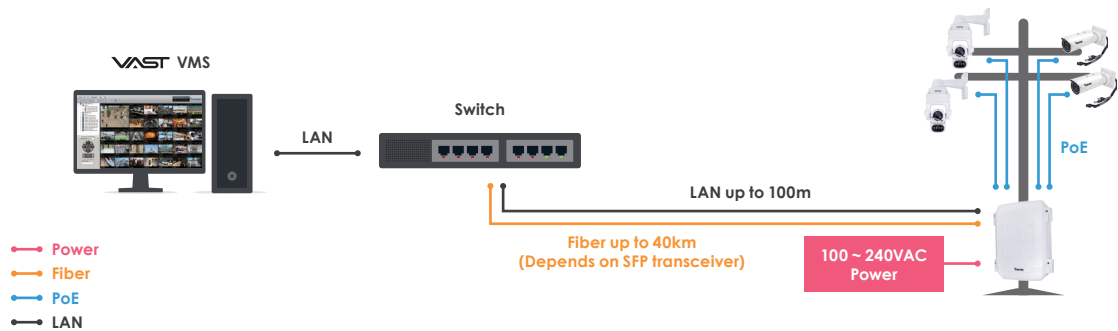 VAST VMS
Switch
LAN
PoE
LAN up to 100m
Fiber up to 40km
(Depends on SFP transceiver)
100 ~ 240VAC
Power
Power
Fiber
PoE
LAN